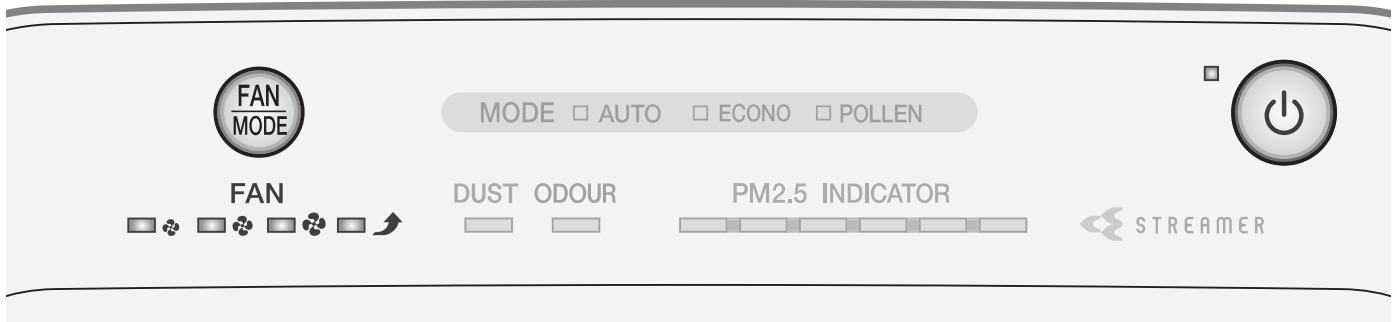 FAN
MODE
MODE AUTO ECONO POLLEN
FAN DUST ODOUR PM2.5 INDICATOR
STREAMER